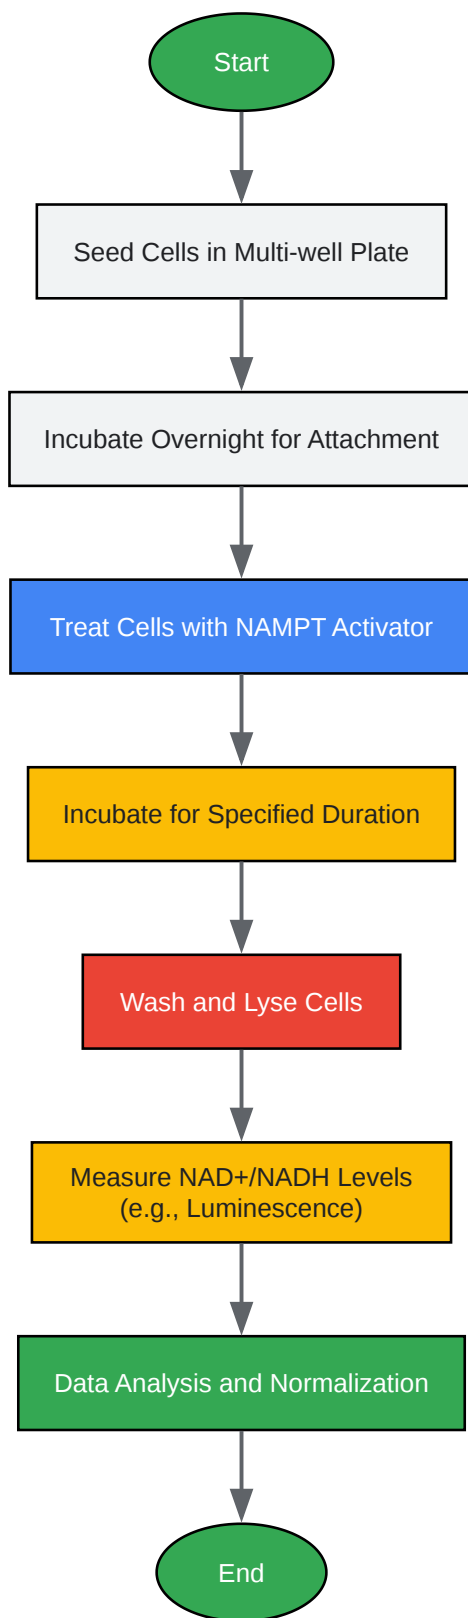 Start
Seed Cells in Multi-well Plate
Incubate Overnight for Attachment
Treat Cells with NAMPT Activator
Incubate for Specified Duration
Wash and Lyse Cells
Measure NAD+/NADH Levels
(e.g., Luminescence)
Data Analysis and Normalization
End